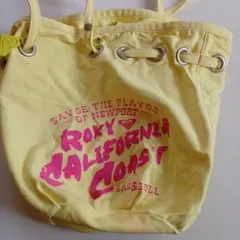 SAVOR THE FLAVOR
OF NEWPORT
ROXY
CALIFORNIA
COAST